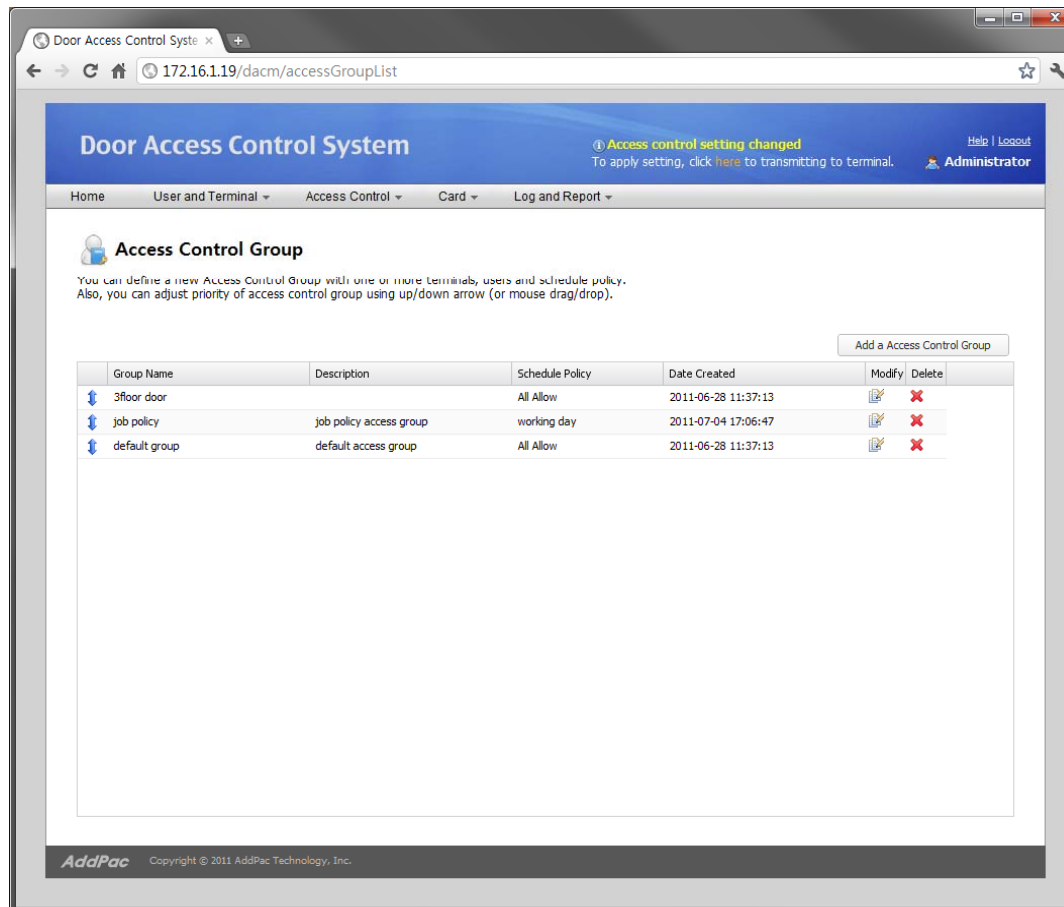 Door Access Control Syste
172.16.1.19/dacm/accessGroupList
Door Access Control System
Access control setting changed
To apply setting, click here to transmitting to terminal.
Help | Logout
Administrator
Home User and Terminal Access Control Card Log and Report
Access Control Group
You can define a new Access Control Group with one or more terminals, users and schedule policy.
Also, you can adjust priority of access control group using up/down arrow (or mouse drag/drop).
Add a Access Control Group
Group Name Description Schedule Policy Date Created Modify Delete
3floor door All Allow 2011-06-28 11:37:13
job policy job policy access group working day 2011-07-04 17:06:47
default group default access group All Allow 2011-06-28 11:37:13
AddPac Copyright © 2011 AddPac Technology, Inc.